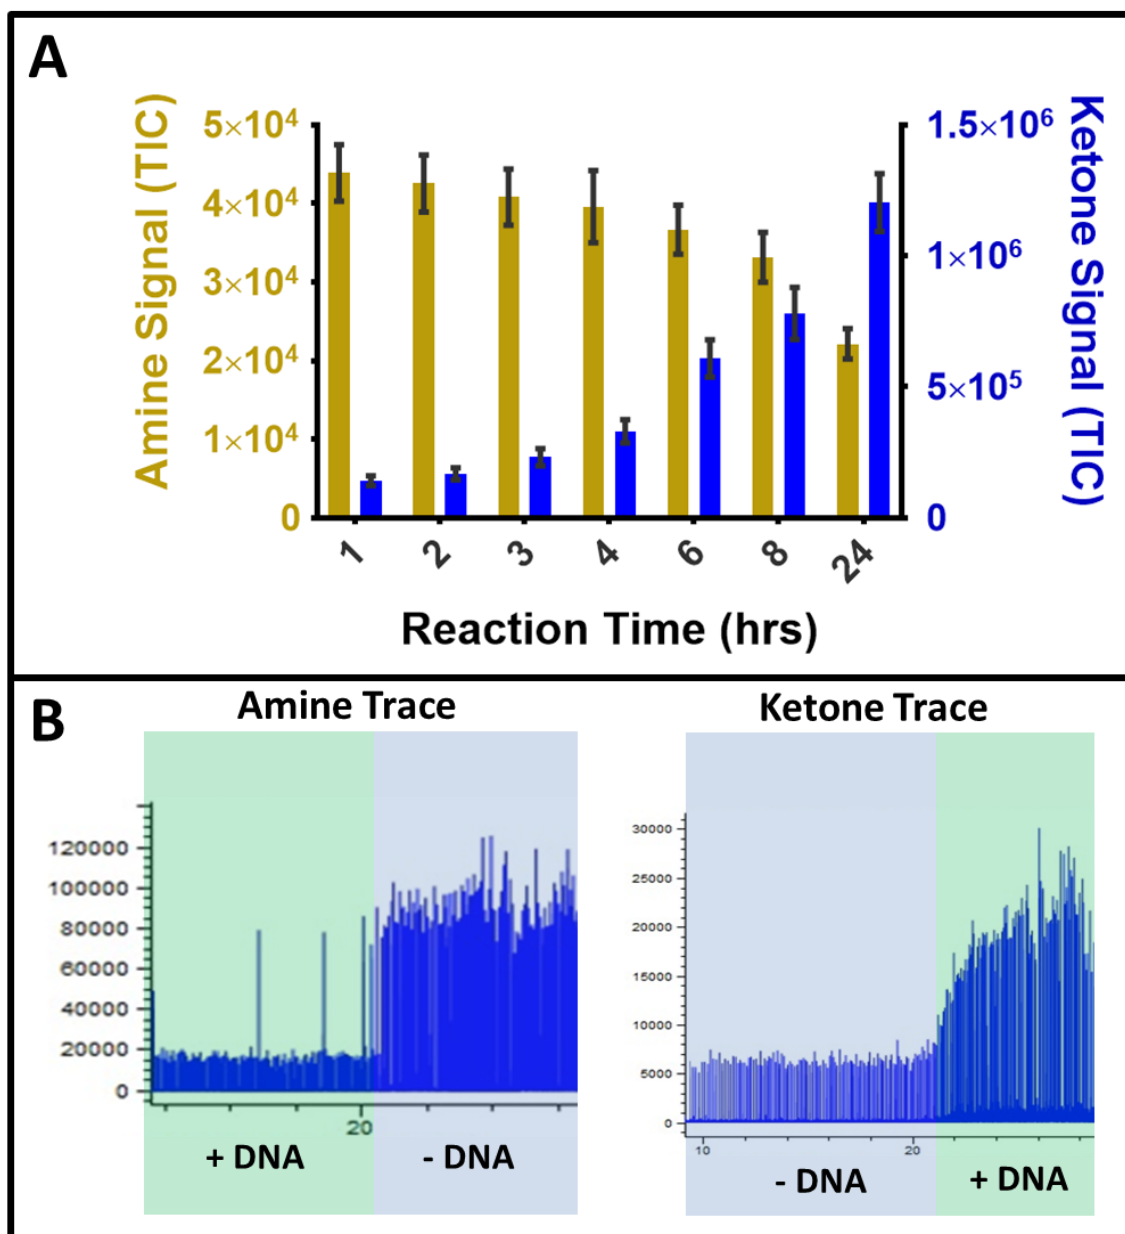 A
Amine Signal (TIC)
5×10⁴
4×10⁴
3×10⁴
2×10⁴
1×10⁴
0
1.5×10⁶
1×10⁶
5×10⁵
0
Ketone Signal (TIC)
1 2 3 4 6 8 24
Reaction Time (hrs)
B
Amine Trace
120000
100000
80000
60000
40000
20000
0
20
+ DNA - DNA
Ketone Trace
30000
25000
20000
15000
10000
5000
0
10 20
- DNA + DNA